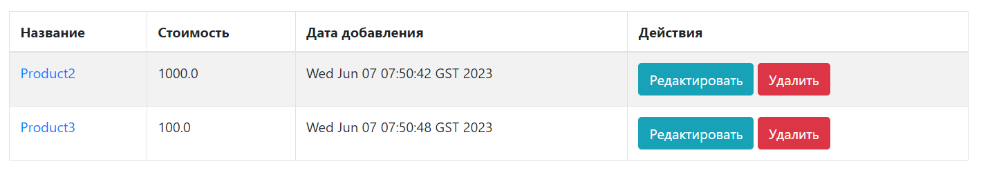 Название Стоимость Дата добавления Действия
Product2 1000.0 Wed Jun 07 07:50:42 GST 2023 Редактировать Удалить
Product3 100.0 Wed Jun 07 07:50:48 GST 2023 Редактировать Удалить